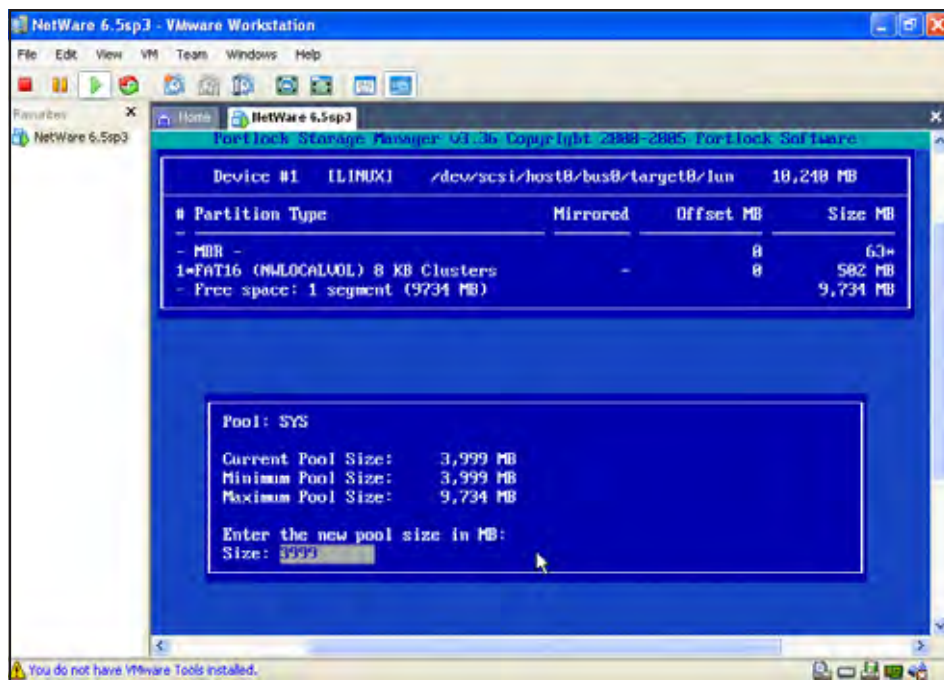 NetWare 6.5sp3 - VMware Workstation
File Edit View VM Team Windows Help
Favorites
Home NetWare 6.5sp3
NetWare 6.5sp3
Portlock Storage Manager v3.36 Copyright 2000-2005 Portlock Software
Device #1 [LINUX] /dev/scsi/host0/bus0/target0/lun 10,240 MB
# Partition Type Mirrored Offset MB Size MB
- MBR - 0 63*
1*FAT16 (NWLOCALVOL) 8 KB Clusters - 0 502 MB
- Free space: 1 segment (9734 MB) 9,734 MB
Pool: SYS
Current Pool Size: 3,999 MB
Minimum Pool Size: 3,999 MB
Maximum Pool Size: 9,734 MB
Enter the new pool size in MB:
Size: 3999
You do not have VMware Tools installed.